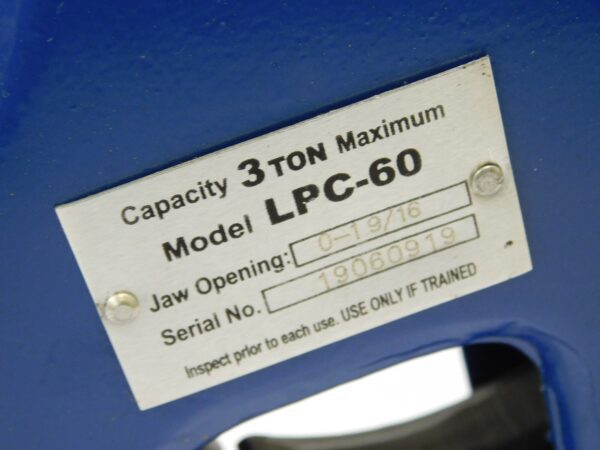 Capacity 3 TON Maximum
Model LPC-60
Jaw Opening: 0-19/16
Serial No. 19060919
Inspect prior to each use. USE ONLY IF TRAINED